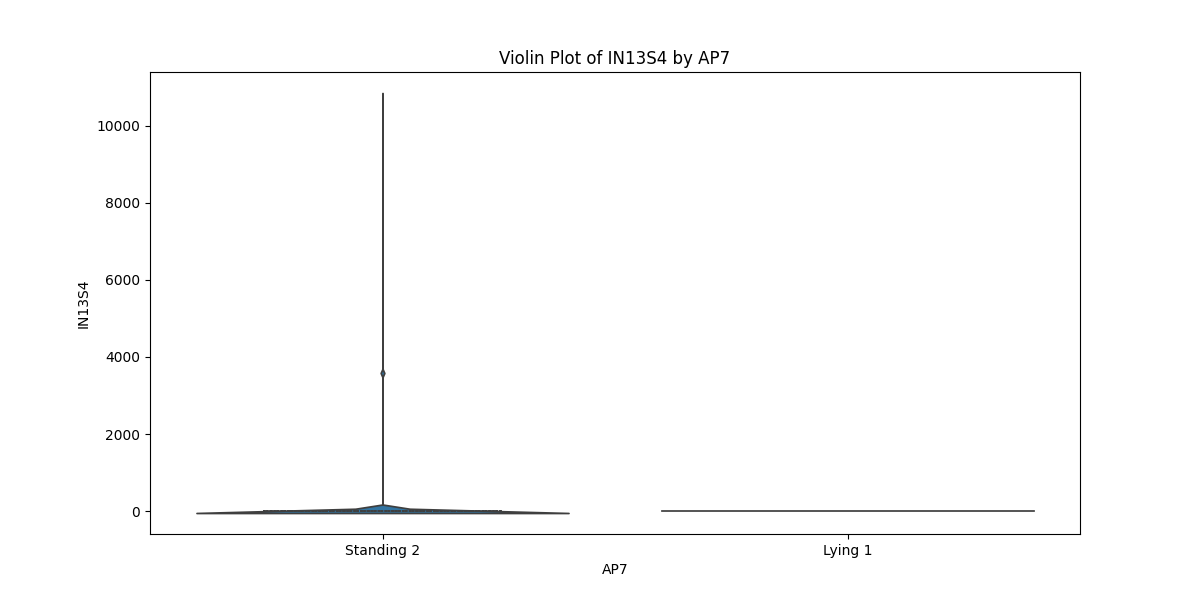 Violin Plot of IN13S4 by AP7
10000
8000
6000
4000
2000
0
IN13S4
Standing 2
Lying 1
AP7